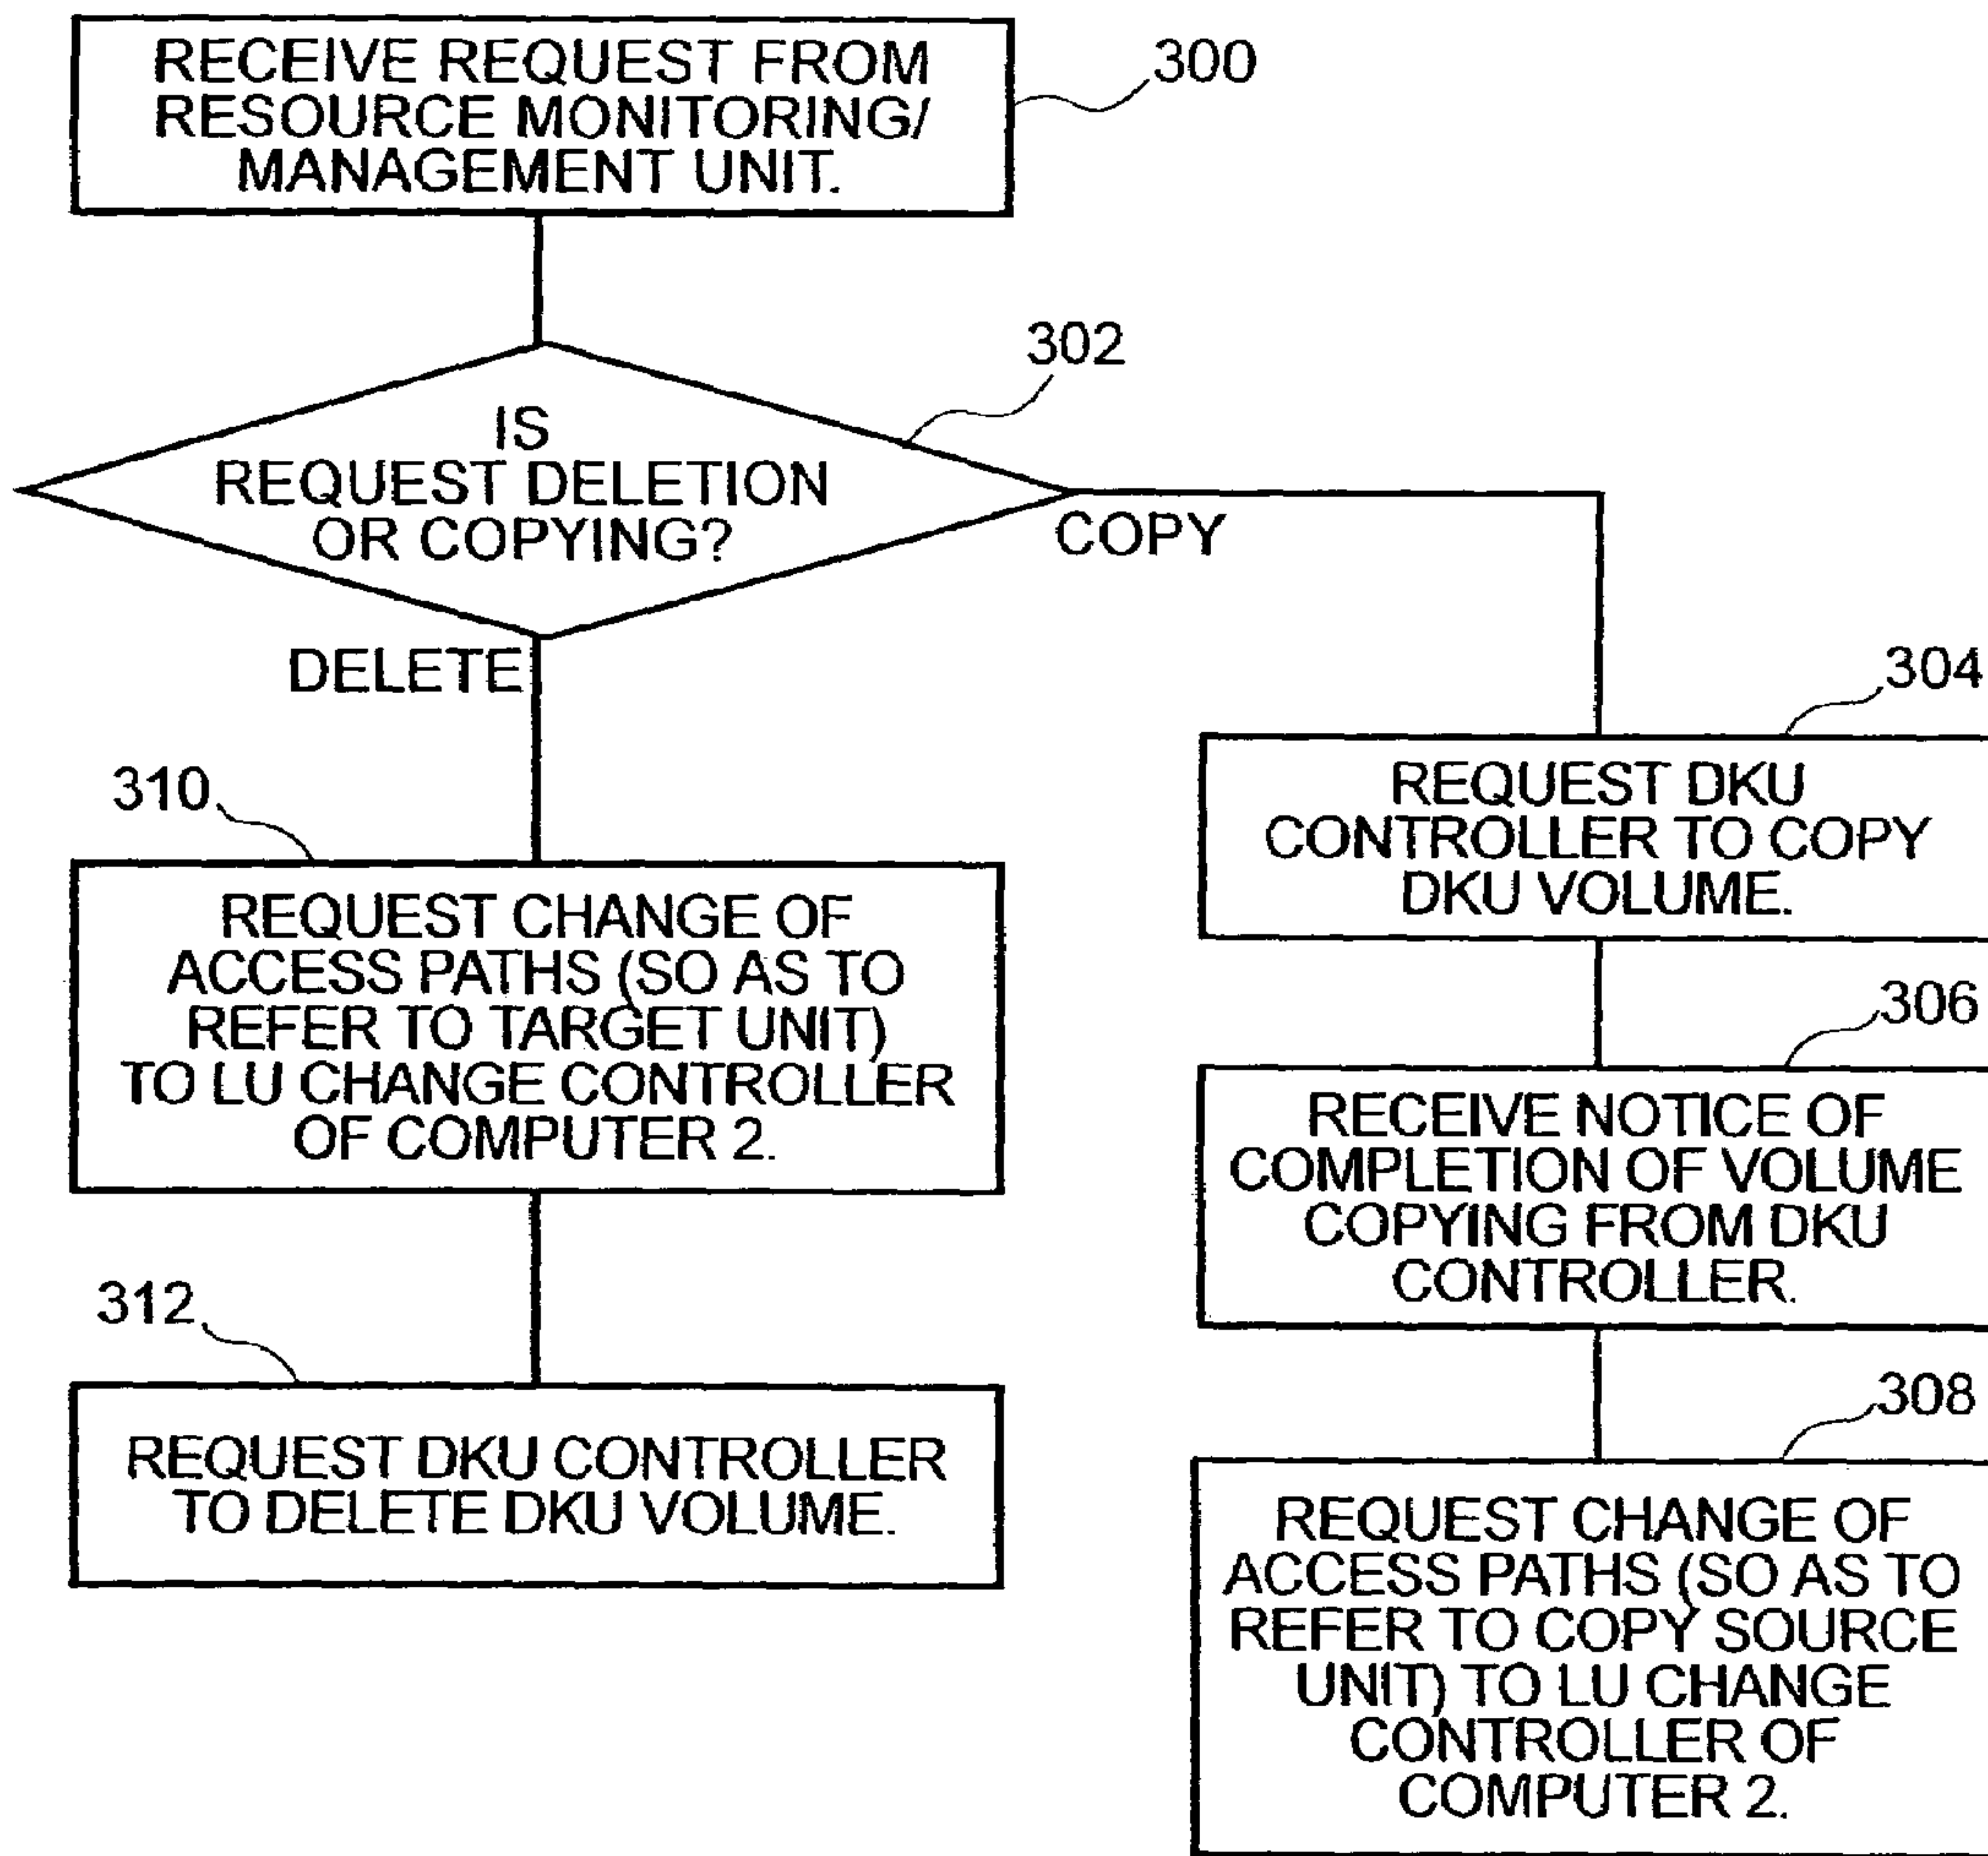 RECEIVE REQUEST FROM
RESOURCE MONITORING/
MANAGEMENT UNIT.
300
302
IS
REQUEST DELETION
OR COPYING?
COPY
DELETE
304
REQUEST DKU
CONTROLLER TO COPY
DKU VOLUME.
306
RECEIVE NOTICE OF
COMPLETION OF VOLUME
COPYING FROM DKU
CONTROLLER.
308
REQUEST CHANGE OF
ACCESS PATHS (SO AS TO
REFER TO COPY SOURCE
UNIT) TO LU CHANGE
CONTROLLER OF
COMPUTER 2.
310
REQUEST CHANGE OF
ACCESS PATHS (SO AS TO
REFER TO TARGET UNIT)
TO LU CHANGE CONTROLLER
OF COMPUTER 2.
312
REQUEST DKU CONTROLLER
TO DELETE DKU VOLUME.